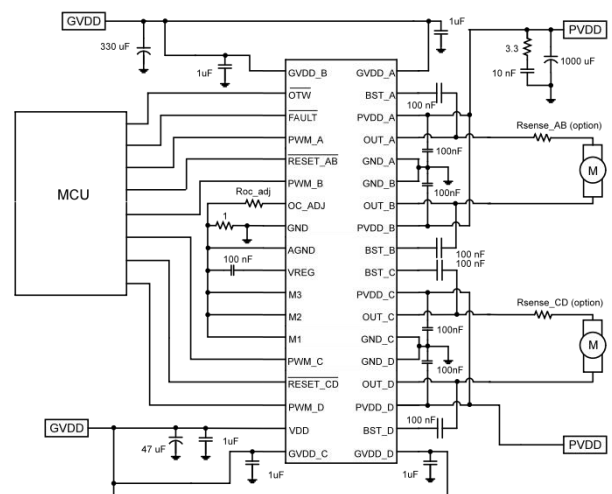 GVDD
1uF
PVDD
330 uF
1uF
3.3
10 nF
1000 uF
GVDD_B
GVDD_A
OTW
BST_A
100 nF
FAULT
PVDD_A
PWM_A
OUT_A
Rsense_AB (option)
100nF
RESET_AB
GND_A
MCU
PWM_B
GND_B
M
Roc_adj
100nF
OC_ADJ
OUT_B
1
GND
PVDD_B
AGND
BST_B
100 nF
100 nF
100 nF
VREG
BST_C
M3
PVDD_C
Rsense_CD (option)
M2
OUT_C
100nF
M1
GND_C
M
PWM_C
GND_D
100nF
RESET_CD
OUT_D
PWM_D
PVDD_D
100 nF
GVDD
VDD
BST_D
47 uF
1uF
PVDD
GVDD_C
GVDD_D
1uF
1uF